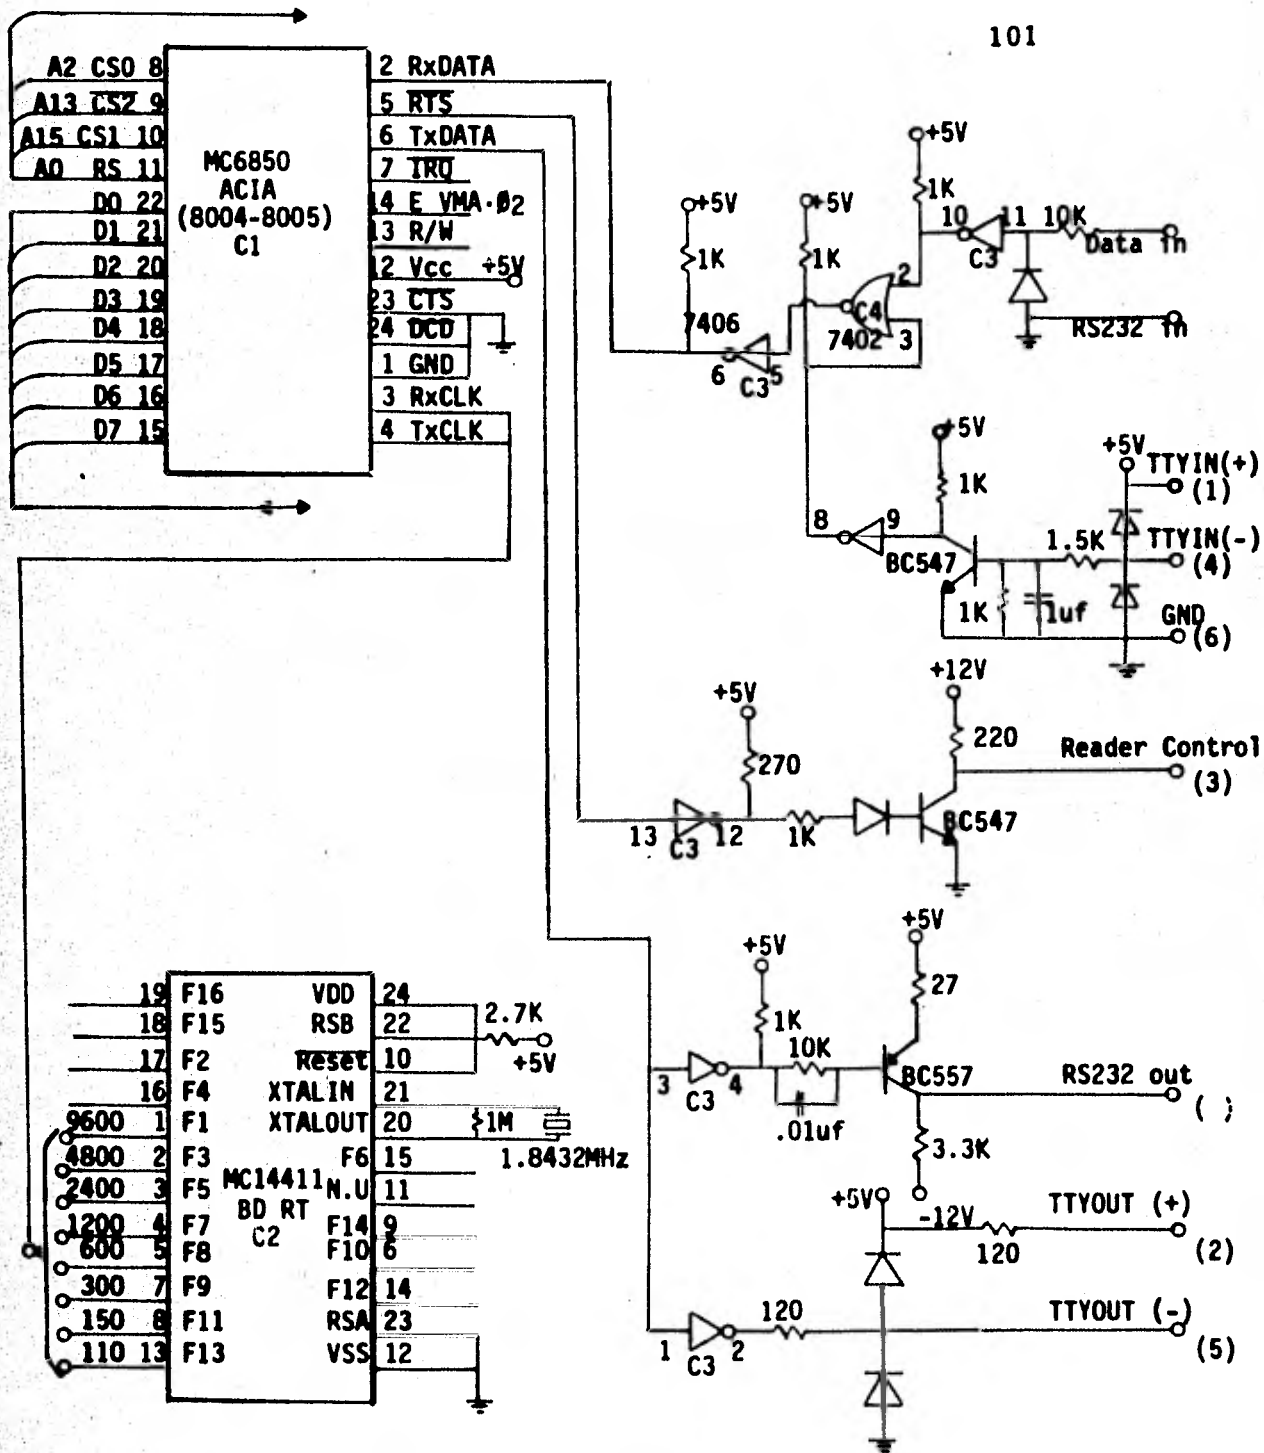 101
A2 CS0 8
A13 CS2 9
A15 CS1 10
A0 RS 11
D0 22
D1 21
D2 20
D3 19
D4 18
D5 17
D6 16
D7 15
MC6850
ACIA
(8004-8005)
C1
2 RxDATA
5 RTS
6 TxDATA
7 IRQ
14 E VMA·Ø2
13 R/W
12 Vcc +5V
23 CTS
24 DCD
1 GND
3 RxCLK
4 TxCLK
+5V
1K
+5V
1K
+5V
1K
10 11
C3
10K
Data in
RS232 in
2
C4
7402 3
7406
6 5
C3
+5V
1K
8 9
BC547
1K
1uf
1.5K
+5V
TTYIN(+)
(1)
TTYIN(-)
(4)
GND
(6)
+12V
220
Reader Control
(3)
+5V
270
13 12
C3
1K
BC547
+5V
27
+5V
1K
10K
.01uf
3 4
C3
BC557
RS232 out
( )
3.3K
-12V
+5V
TTYOUT (+)
120
(2)
120
TTYOUT (-)
(5)
1 2
C3
19 F16
18 F15
17 F2
16 F4
9600 1 F1
4800 2 F3
2400 3 F5
1200 4 F7
600 5 F8
300 7 F9
150 8 F11
110 13 F13
MC14411
BD RT
C2
VDD 24
RSB 22
Reset 10
XTALIN 21
XTALOUT 20
F6 15
N.U 11
F14 9
F10 6
F12 14
RSA 23
VSS 12
2.7K
+5V
1M
1.8432MHz